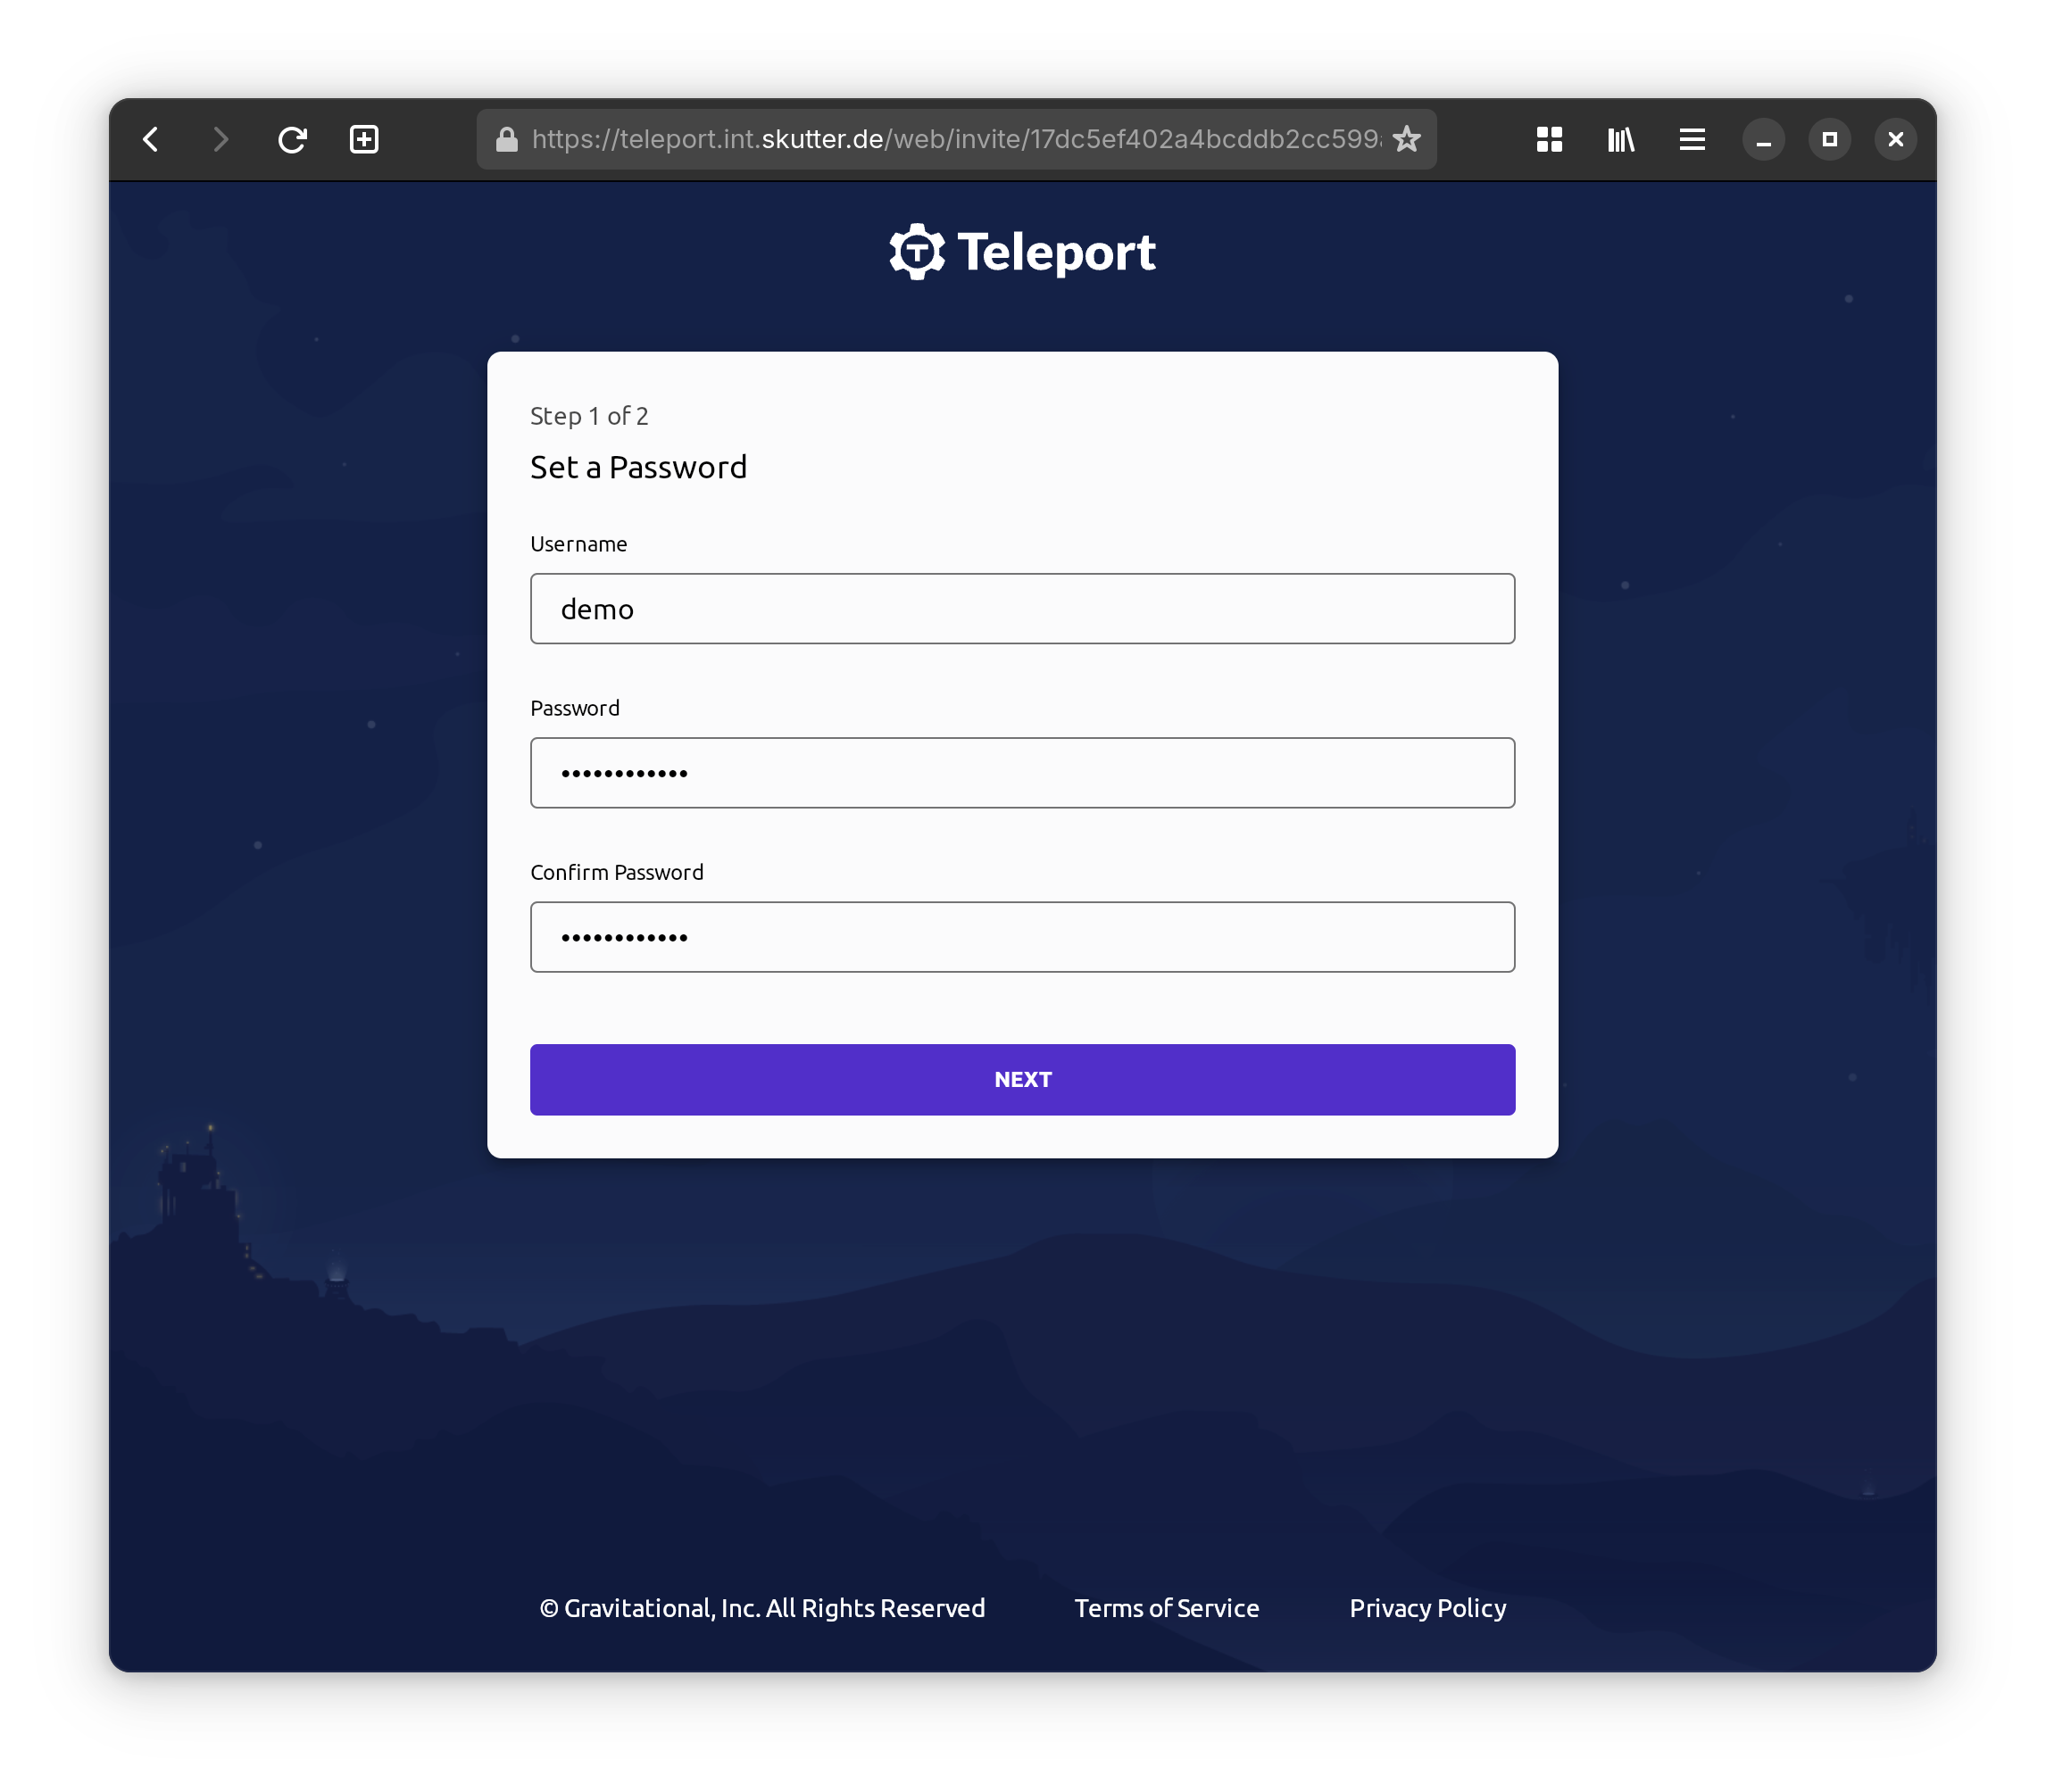 https://teleport.int.skutter.de/web/invite/17dc5ef402a4bcddb2cc599
Teleport
Step 1 of 2
Set a Password
Username
demo
Password
••••••••••••
Confirm Password
••••••••••••
NEXT
© Gravitational, Inc. All Rights Reserved Terms of Service Privacy Policy